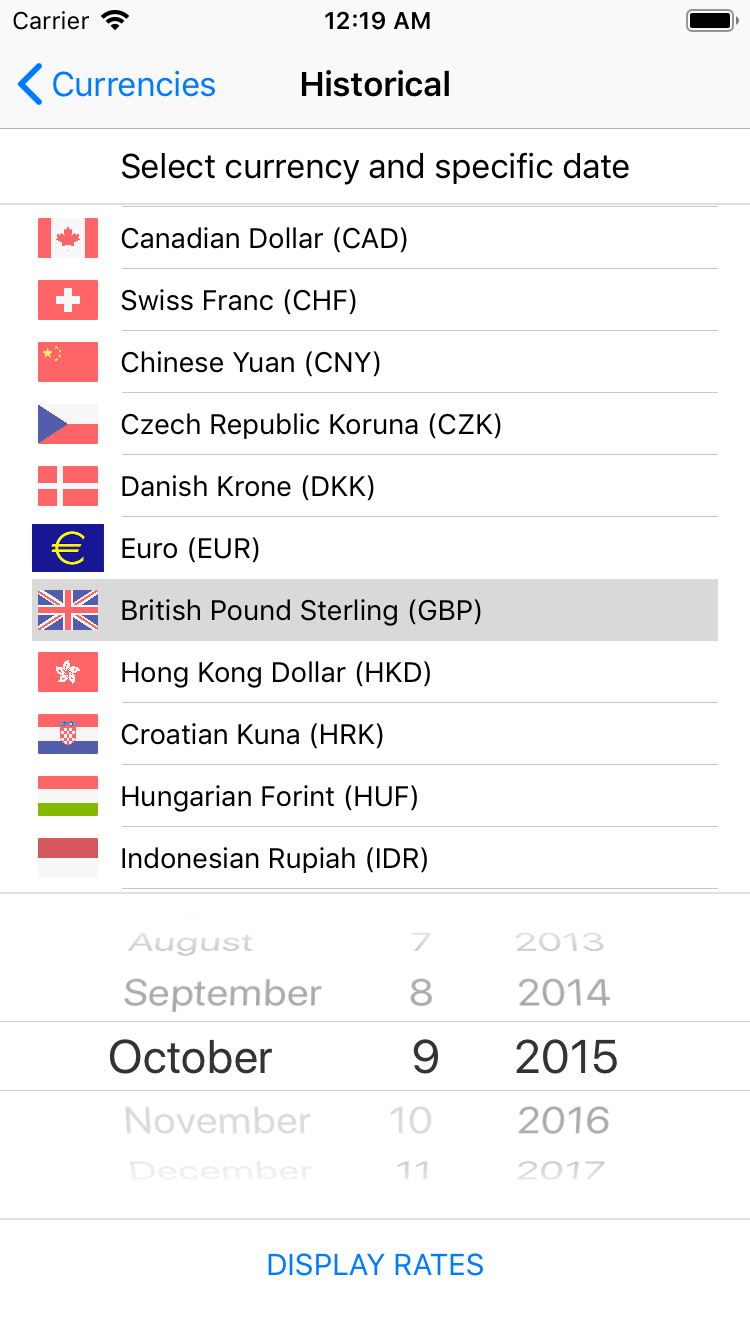 Carrier 12:19 AM
Currencies Historical
Select currency and specific date
Canadian Dollar (CAD)
Swiss Franc (CHF)
Chinese Yuan (CNY)
Czech Republic Koruna (CZK)
Danish Krone (DKK)
€ Euro (EUR)
British Pound Sterling (GBP)
Hong Kong Dollar (HKD)
Croatian Kuna (HRK)
Hungarian Forint (HUF)
Indonesian Rupiah (IDR)
August 7 2013
September 8 2014
October 9 2015
November 10 2016
December 11 2017
DISPLAY RATES